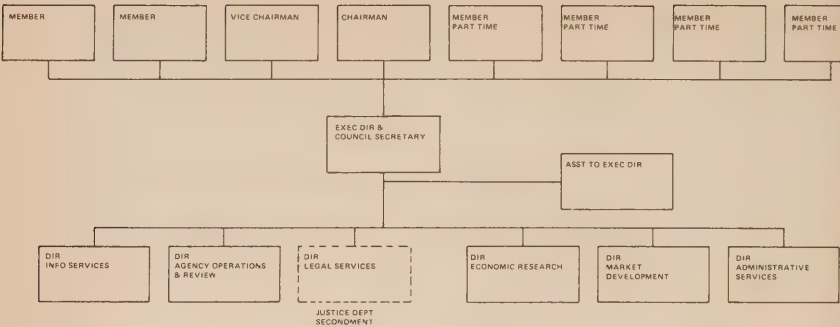 MEMBER
MEMBER
VICE CHAIRMAN
CHAIRMAN
MEMBER
PART TIME
MEMBER
PART TIME
MEMBER
PART TIME
MEMBER
PART TIME
EXEC DIR &
COUNCIL SECRETARY
ASST TO EXEC DIR
DIR
INFO SERVICES
DIR
AGENCY OPERATIONS
& REVIEW
DIR
LEGAL SERVICES
DIR
ECONOMIC RESEARCH
DIR
MARKET
DEVELOPMENT
DIR
ADMINISTRATIVE
SERVICES
JUSTICE DEPT
SECONDMENT